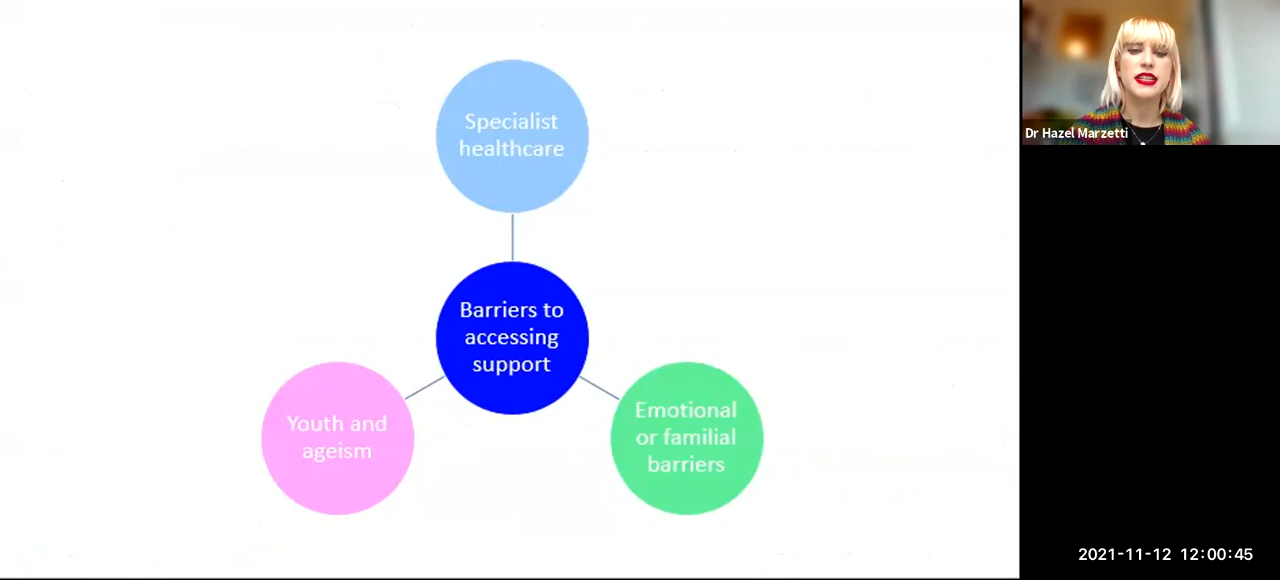 Specialist
healthcare
Barriers to
accessing
support
Youth and
ageism
Emotional
or familial
barriers
Dr Hazel Marzetti
2021-11-12 12:00:45